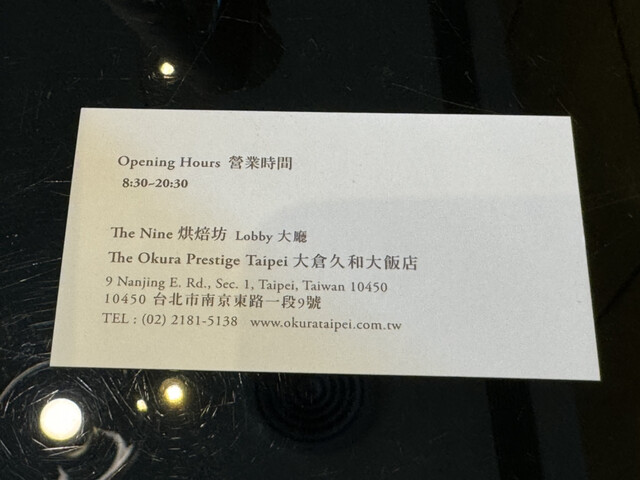 Opening Hours 營業時間
8:30~20:30
The Nine 烘焙坊 Lobby 大廳
The Okura Prestige Taipei 大倉久和大飯店
9 Nanjing E. Rd., Sec. 1, Taipei, Taiwan 10450
10450 台北市南京東路一段9號
TEL : (02) 2181-5138 www.okurataipei.com.tw